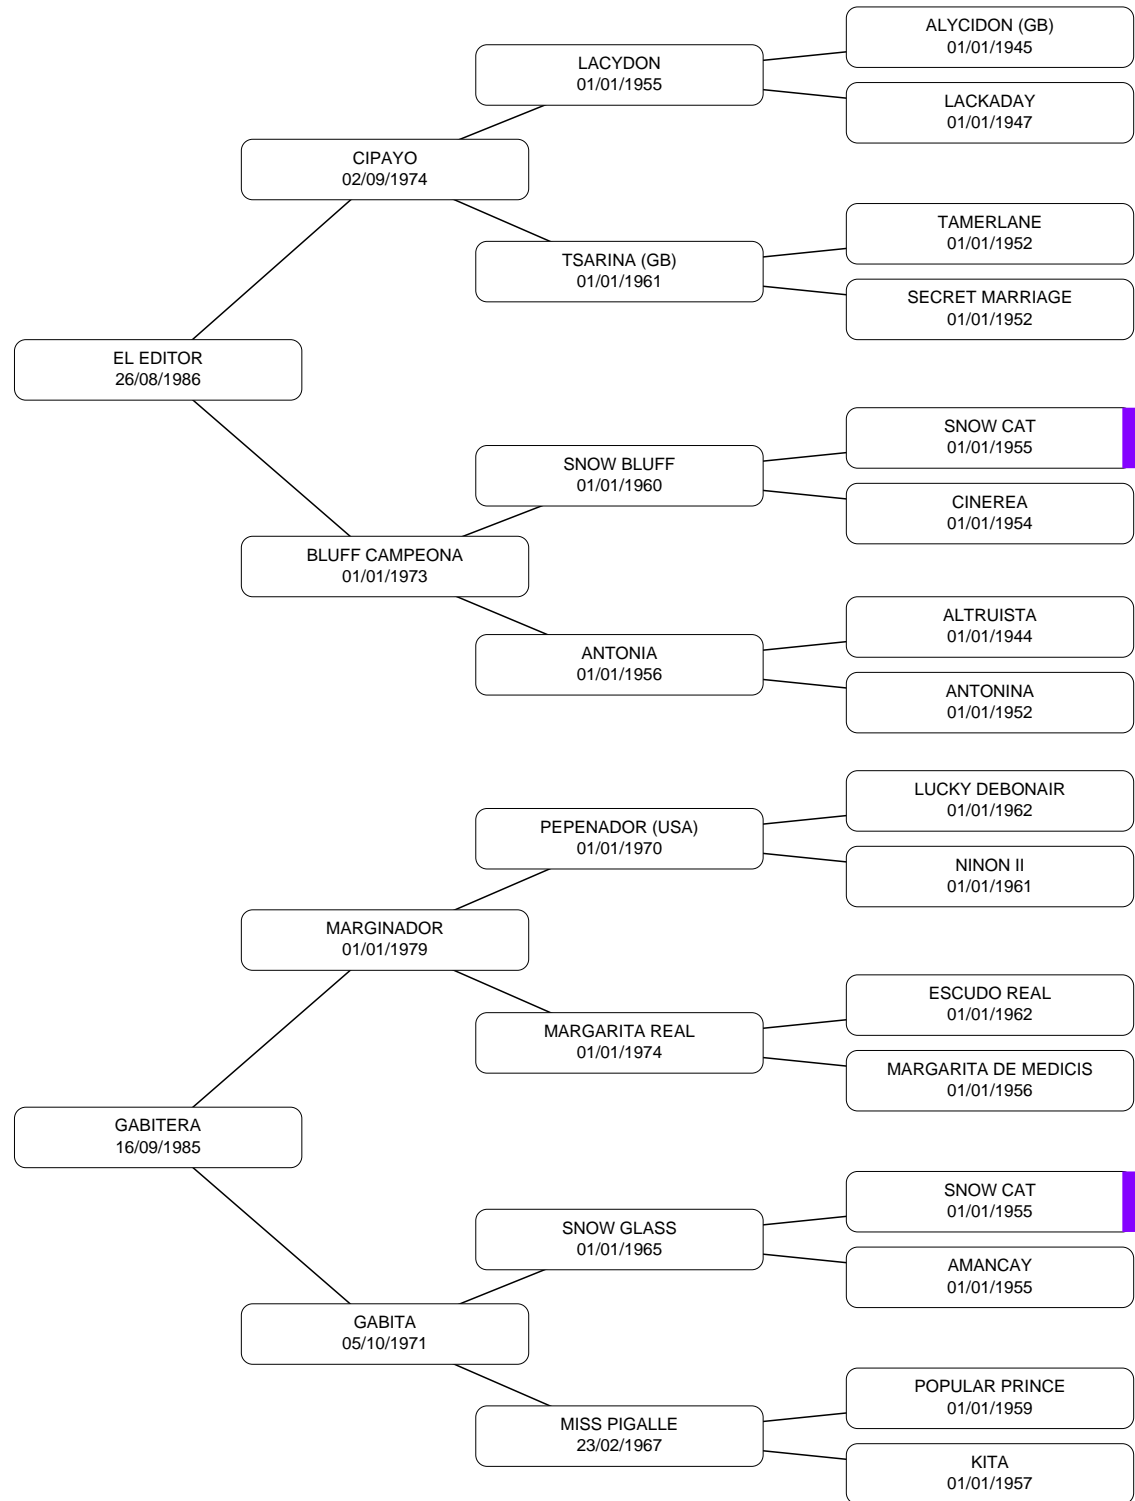 ALYCIDON (GB)
01/01/1945
LACYDON
01/01/1955
LACKADAY
01/01/1947
CIPAYO
02/09/1974
TAMERLANE
01/01/1952
TSARINA (GB)
01/01/1961
SECRET MARRIAGE
01/01/1952
EL EDITOR
26/08/1986
SNOW CAT
01/01/1955
SNOW BLUFF
01/01/1960
CINEREA
01/01/1954
BLUFF CAMPEONA
01/01/1973
ALTRUISTA
01/01/1944
ANTONIA
01/01/1956
ANTONINA
01/01/1952
LUCKY DEBONAIR
01/01/1962
PEPENADOR (USA)
01/01/1970
NINON II
01/01/1961
MARGINADOR
01/01/1979
ESCUDO REAL
01/01/1962
MARGARITA REAL
01/01/1974
MARGARITA DE MEDICIS
01/01/1956
GABITERA
16/09/1985
SNOW CAT
01/01/1955
SNOW GLASS
01/01/1965
AMANCAY
01/01/1955
GABITA
05/10/1971
POPULAR PRINCE
01/01/1959
MISS PIGALLE
23/02/1967
KITA
01/01/1957